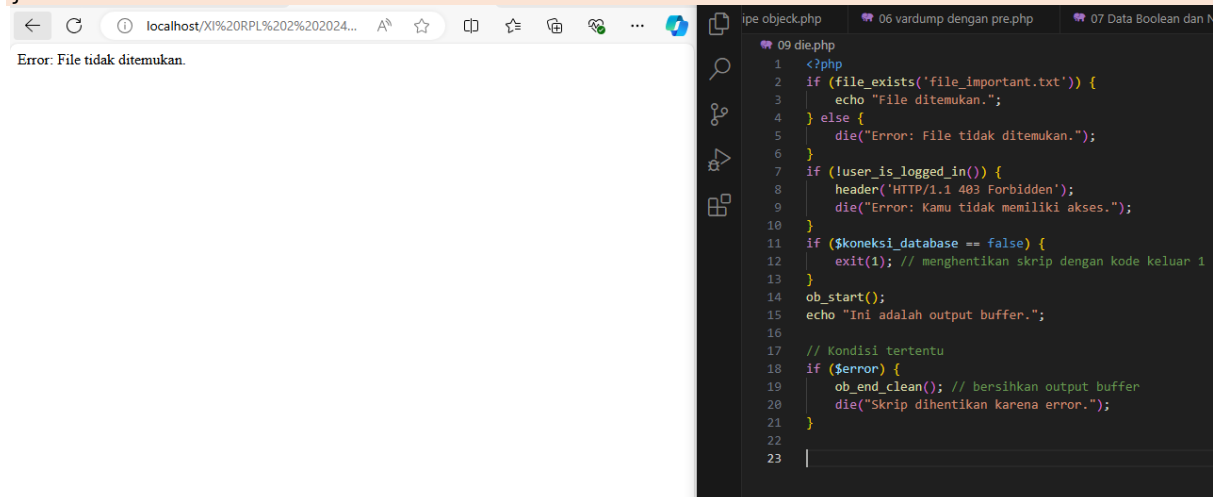 localhost/XI%20RPL%202%202024...
Error: File tidak ditemukan.
ipe objeck.php
06 vardump dengan pre.php
07 Data Boolean dan N
09 die.php
1 <?php
2 if (file_exists('file_important.txt')) {
3 echo "File ditemukan.";
4 } else {
5 die("Error: File tidak ditemukan.");
6 }
7 if (!user_is_logged_in()) {
8 header('HTTP/1.1 403 Forbidden');
9 die("Error: Kamu tidak memiliki akses.");
10 }
11 if ($koneksi_database == false) {
12 exit(1); // menghentikan skrip dengan kode keluar 1
13 }
14 ob_start();
15 echo "Ini adalah output buffer.";
16
17 // Kondisi tertentu
18 if ($error) {
19 ob_end_clean(); // bersihkan output buffer
20 die("Skrip dihentikan karena error.");
21 }
22
23